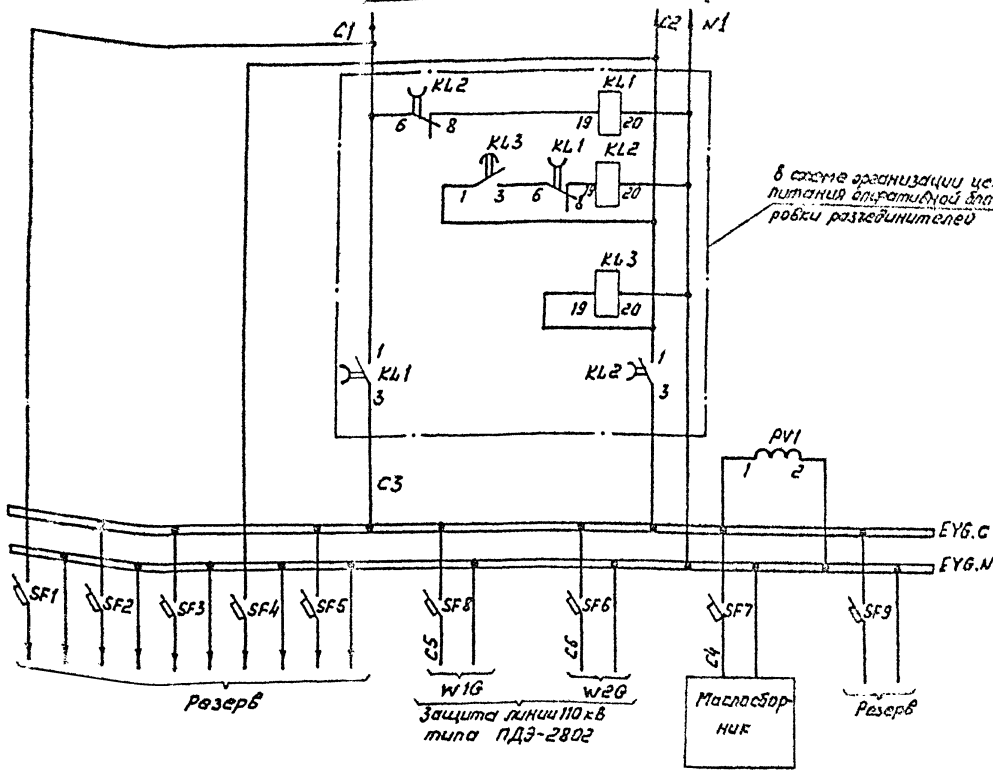 C1
C2 N1
KL2
KL1
6 8
19 20
KL3
KL1
KL2
1 3
6 8
19 20
в схеме организации це
питания оперативной бло
ровки разъединителей
KL3
19 20
1
KL1
3
KL2
1
3
PV1
1 2
C3
EYG.C
EYG.N
SF1
SF2
SF3
SF4
SF5
SF8
SF6
SF7
SF9
C5
C6
C4
Резерв
W1G
W2G
Защита линии 110 кв
типа ПДЭ-2802
Маслосбор-
ник
Резерв